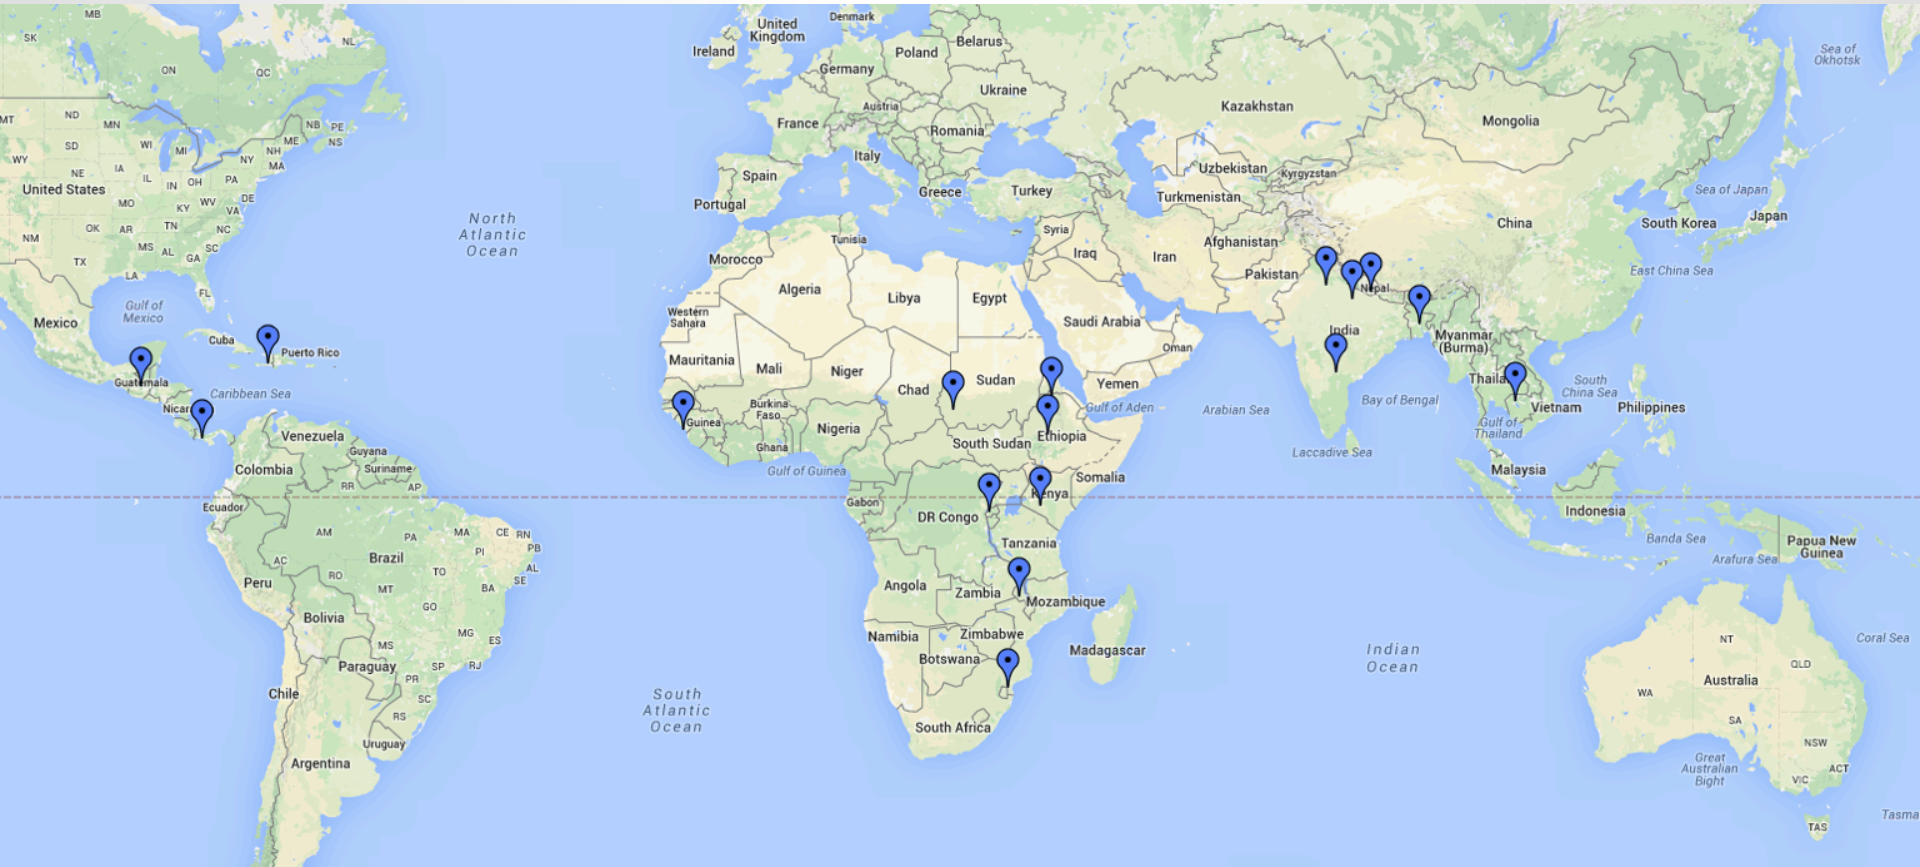 MB
SK
ON
QC
NL
MT
ND
MN
NB
PE
NS
ME
SD
WI
MI
NH
MA
NY
WY
IA
NE
IL
IN
OH
PA
United States
MO
KY
WV
VA
DE
NM
OK
AR
TN
NC
MS
AL
SC
GA
TX
LA
FL
Gulf of
Mexico
Mexico
Cuba
Puerto Rico
Guatemala
Caribbean Sea
Nicar
Venezuela
Guyana
Suriname
Colombia
RR
AP
Ecuador
AM
PA
MA
CE
RN
PB
PI
AL
SE
AC
Brazil
TO
RO
MT
BA
Peru
GO
Bolivia
MG
ES
MS
Paraguay
SP
RJ
PR
SC
Chile
RS
Uruguay
Argentina
North
Atlantic
Ocean
South
Atlantic
Ocean
United
Kingdom
Ireland
Denmark
Belarus
Poland
Germany
Ukraine
Austria
France
Romania
Italy
Spain
Portugal
Greece
Turkey
Tunisia
Morocco
Syria
Iraq
Iran
Algeria
Libya
Egypt
Western
Sahara
Saudi Arabia
Oman
Mauritania
Mali
Niger
Chad
Sudan
Yemen
Gulf of Aden
Burkina
Faso
Guinea
Nigeria
Ghana
South Sudan
Ethiopia
Gulf of Guinea
Somalia
Kenya
Gabon
DR Congo
Tanzania
Angola
Zambia
Mozambique
Namibia
Zimbabwe
Botswana
Madagascar
South Africa
Kazakhstan
Mongolia
Uzbekistan
Kyrgyzstan
Turkmenistan
Afghanistan
Pakistan
China
Nepal
India
Myanmar
(Burma)
Thaila
Vietnam
Arabian Sea
Bay of Bengal
Laccadive Sea
Gulf of
Thailand
South
China Sea
Philippines
Malaysia
Indonesia
Sea of
Okhotsk
Sea of Japan
South Korea
Japan
East China Sea
Banda Sea
Arafura Sea
Papua New
Guinea
Indian
Ocean
Coral Sea
NT
QLD
Australia
WA
SA
NSW
Great
Australian
Bight
ACT
VIC
TAS
Tasma